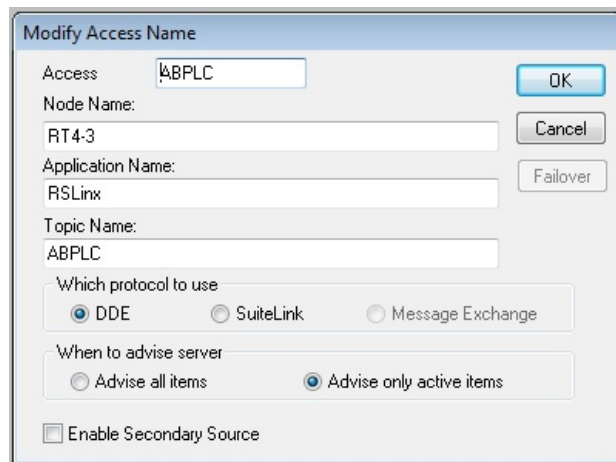 Modify Access Name
Access ABPLC
OK
Node Name:
RT4-3
Cancel
Application Name:
Failover
RSLinx
Topic Name:
ABPLC
Which protocol to use
DDE SuiteLink Message Exchange
When to advise server
Advise all items Advise only active items
Enable Secondary Source